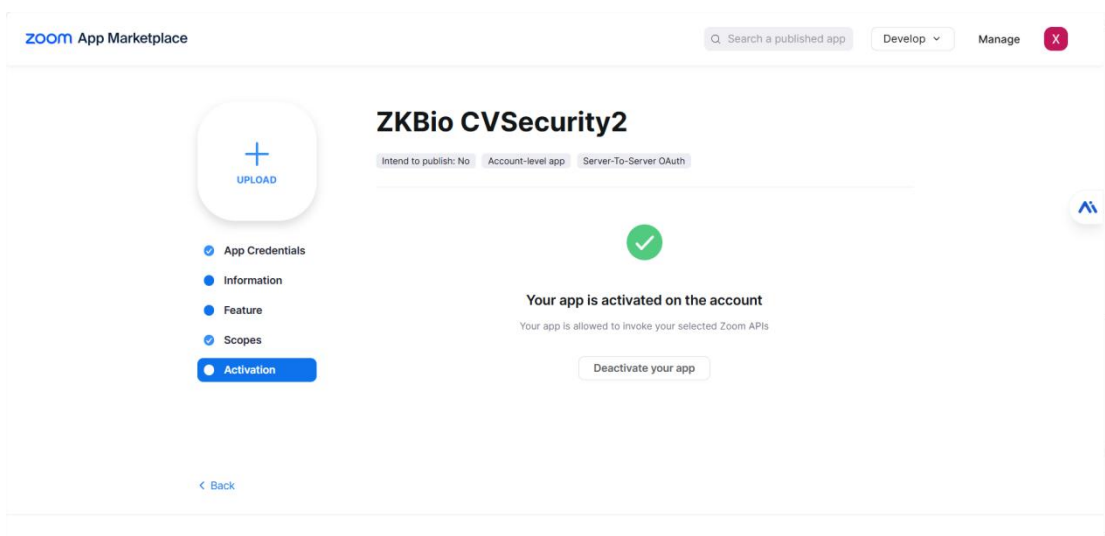 zoom App Marketplace
Search a published app
Develop
Manage
X
UPLOAD
ZKBio CVSecurity2
Intend to publish: No Account-level app Server-To-Server OAuth
App Credentials
Information
Feature
Scopes
Activation
Your app is activated on the account
Your app is allowed to invoke your selected Zoom APIs
Deactivate your app
Back